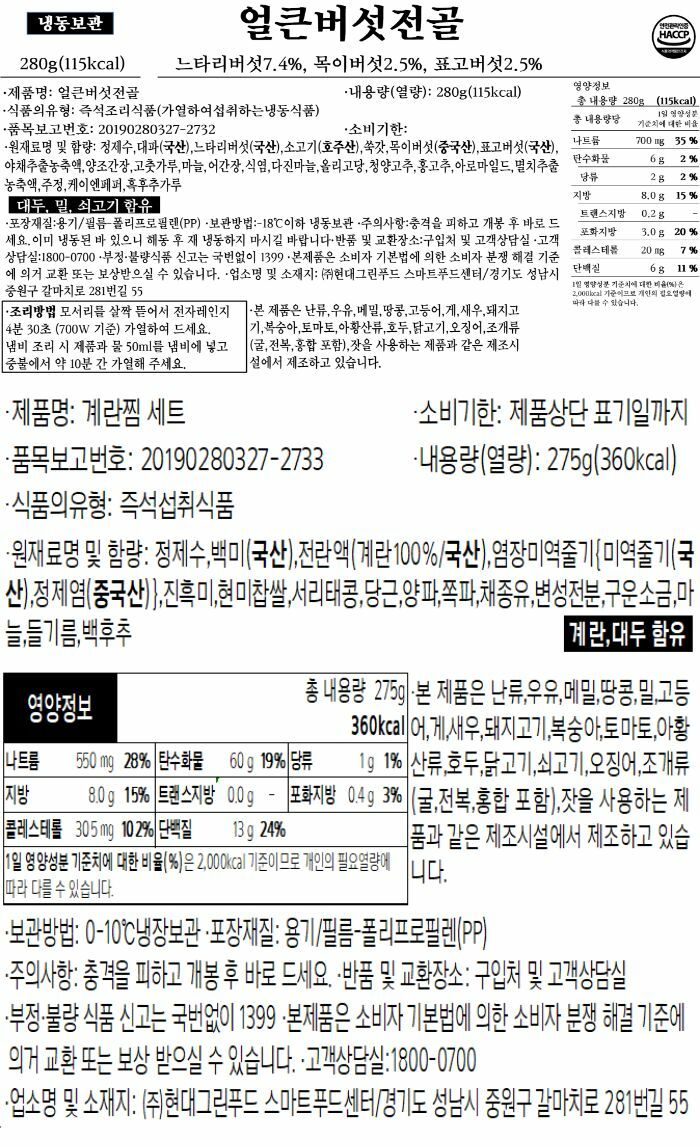 냉동보관
얼큰버섯전골
안전관리인증
HACCP
식품의약품안전처
280g(115kcal)
느타리버섯7.4%, 목이버섯2.5%, 표고버섯2.5%
·제품명: 얼큰버섯전골 ·내용량(열량): 280g(115kcal)
·식품의유형: 즉석조리식품(가열하여섭취하는냉동식품)
·품목보고번호: 20190280327-2732 ·소비기한:
·원재료명 및 함량: 정제수,대파(국산),느타리버섯(국산),소고기(호주산),쑥갓,목이버섯(중국산),표고버섯(국산),
야채추출농축액,양조간장,고춧가루,마늘,어간장,식염,다진마늘,올리고당,청양고추,홍고추,아로마일드,멸치추출
농축액,주정,케이엔페퍼,흑후추가루
대두, 밀, 쇠고기 함유
·포장재질:용기/필름-폴리프로필렌(PP) ·보관방법:-18℃이하 냉동보관 ·주의사항:충격을 피하고 개봉 후 바로 드
세요.이미 냉동된 바 있으니 해동 후 재 냉동하지 마시길 바랍니다·반품 및 교환장소:구입처 및 고객상담실 ·고객
상담실:1800-0700 ·부정·불량식품 신고는 국번없이 1399 ·본제품은 소비자 기본법에 의한 소비자 분쟁 해결 기준
에 의거 교환 또는 보상받으실 수 있습니다. ·업소명 및 소재지: ㈜현대그린푸드 스마트푸드센터/경기도 성남시
중원구 갈마치로 281번길 55
영양정보
총 내용량 280g (115kcal)
총 내용량당 1일 영양성분
기준치에 대한 비율
나트륨 700 mg 35 %
탄수화물 6 g 2 %
당류 2 g 2 %
지방 8.0 g 15 %
트랜스지방 0.2 g -
포화지방 3.0 g 20 %
콜레스테롤 20 mg 7 %
단백질 6 g 11 %
1일 영양성분 기준치에 대한 비율(%)은
2,000kcal 기준이므로 개인의 필요열량에
따라 다를 수 있습니다.
·조리방법 모서리를 살짝 뜯어서 전자레인지
4분 30초 (700W 기준) 가열하여 드세요.
냄비 조리 시 제품과 물 50ml를 냄비에 넣고
중불에서 약 10분 간 가열해 주세요.
·본 제품은 난류,우유,메밀,땅콩,고등어,게,새우,돼지고
기,복숭아,토마토,아황산류,호두,닭고기,오징어,조개류
(굴,전복,홍합 포함),잣을 사용하는 제품과 같은 제조시
설에서 제조하고 있습니다.
·제품명: 계란찜 세트 ·소비기한: 제품상단 표기일까지
·품목보고번호: 20190280327-2733 ·내용량(열량): 275g(360kcal)
·식품의유형: 즉석섭취식품
·원재료명 및 함량: 정제수,백미(국산),전란액(계란100%/국산),염장미역줄기{미역줄기(국
산),정제염(중국산)},진흑미,현미찹쌀,서리태콩,당근,양파,쪽파,채종유,변성전분,구운소금,마
늘,들기름,백후추
계란,대두 함유
영양정보
총 내용량 275g
360kcal
나트륨 550 mg 28% 탄수화물 60 g 19% 당류 1 g 1%
지방 8.0 g 15% 트랜스지방 0.0 g - 포화지방 0.4 g 3%
콜레스테롤 305 mg 102% 단백질 13 g 24%
1일 영양성분 기준치에 대한 비율(%)은 2,000kcal 기준이므로 개인의 필요열량에
따라 다를 수 있습니다.
·본 제품은 난류,우유,메밀,땅콩,밀,고등
어,게,새우,돼지고기,복숭아,토마토,아황
산류,호두,닭고기,쇠고기,오징어,조개류
(굴,전복,홍합 포함),잣을 사용하는 제
품과 같은 제조시설에서 제조하고 있습
니다.
·보관방법: 0-10℃냉장보관 ·포장재질: 용기/필름-폴리프로필렌(PP)
·주의사항: 충격을 피하고 개봉 후 바로 드세요. ·반품 및 교환장소: 구입처 및 고객상담실
·부정·불량 식품 신고는 국번없이 1399 ·본제품은 소비자 기본법에 의한 소비자 분쟁 해결 기준에
의거 교환 또는 보상 받으실 수 있습니다. ·고객상담실:1800-0700
·업소명 및 소재지: (주)현대그린푸드 스마트푸드센터/경기도 성남시 중원구 갈마치로 281번길 55